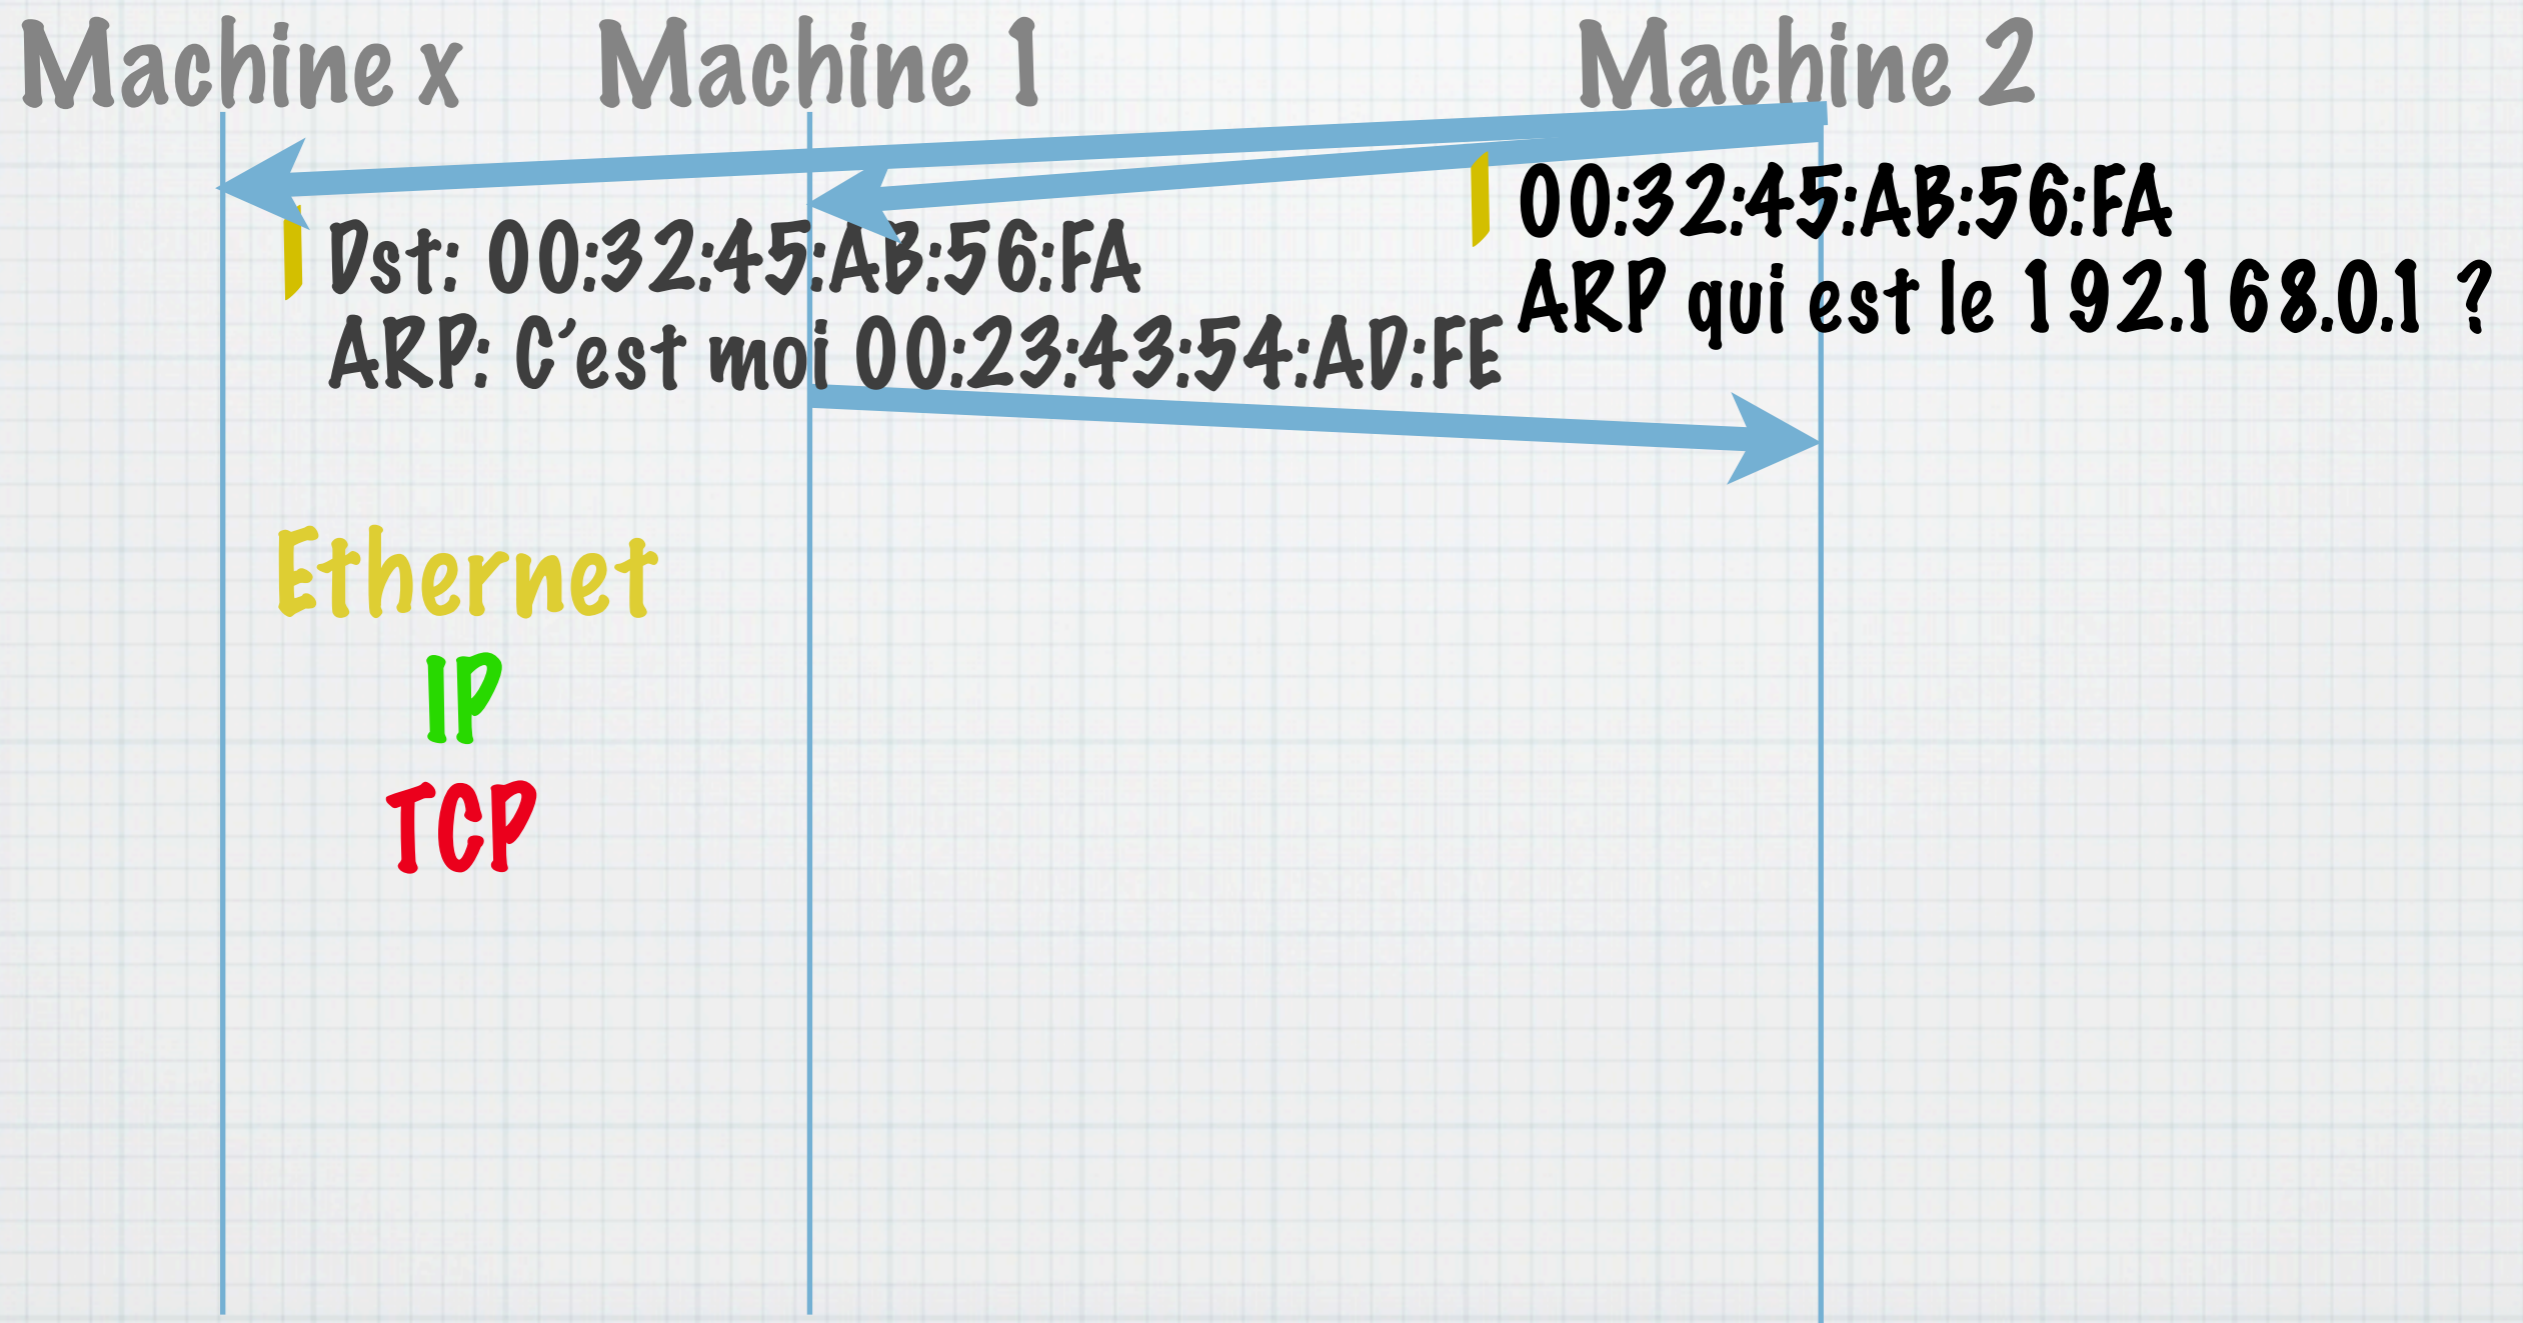 Machine x
Machine 1
Machine 2
00:32:45:AB:56:FA
ARP qui est le 192.168.0.1 ?
Dst: 00:32:45:AB:56:FA
ARP: C’est moi 00:23:43:54:AD:FE
Ethernet
IP
TCP